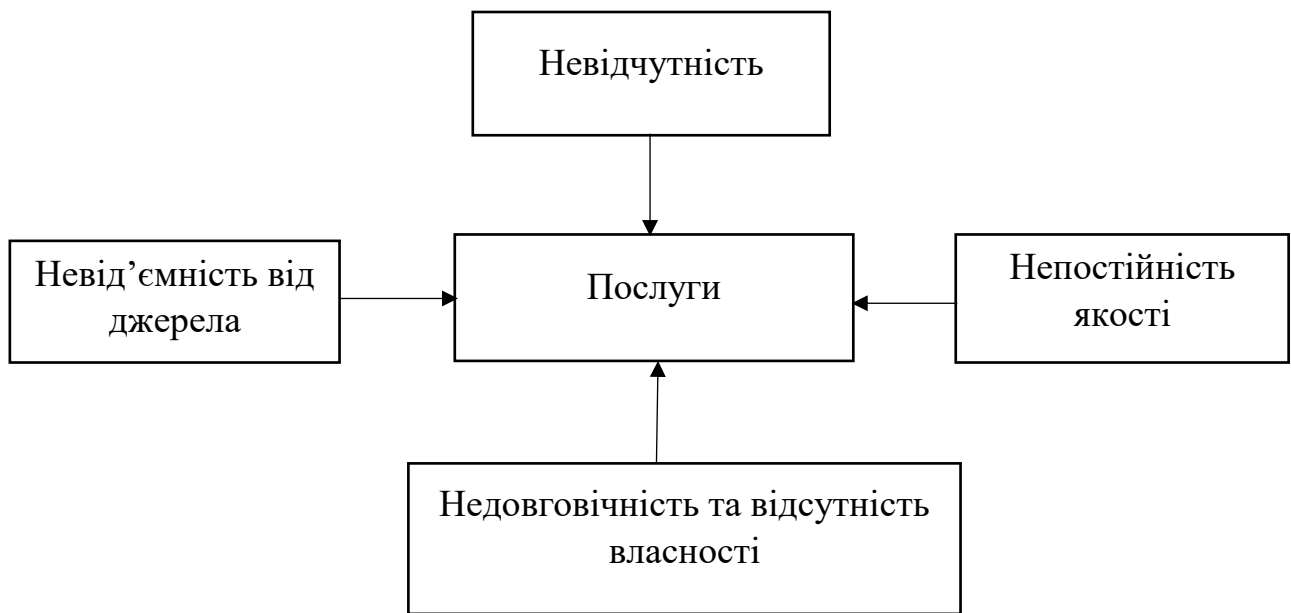 Невідчутність
Невід’ємність від
джерела
Послуги
Непостійність
якості
Недовговічність та відсутність
власності